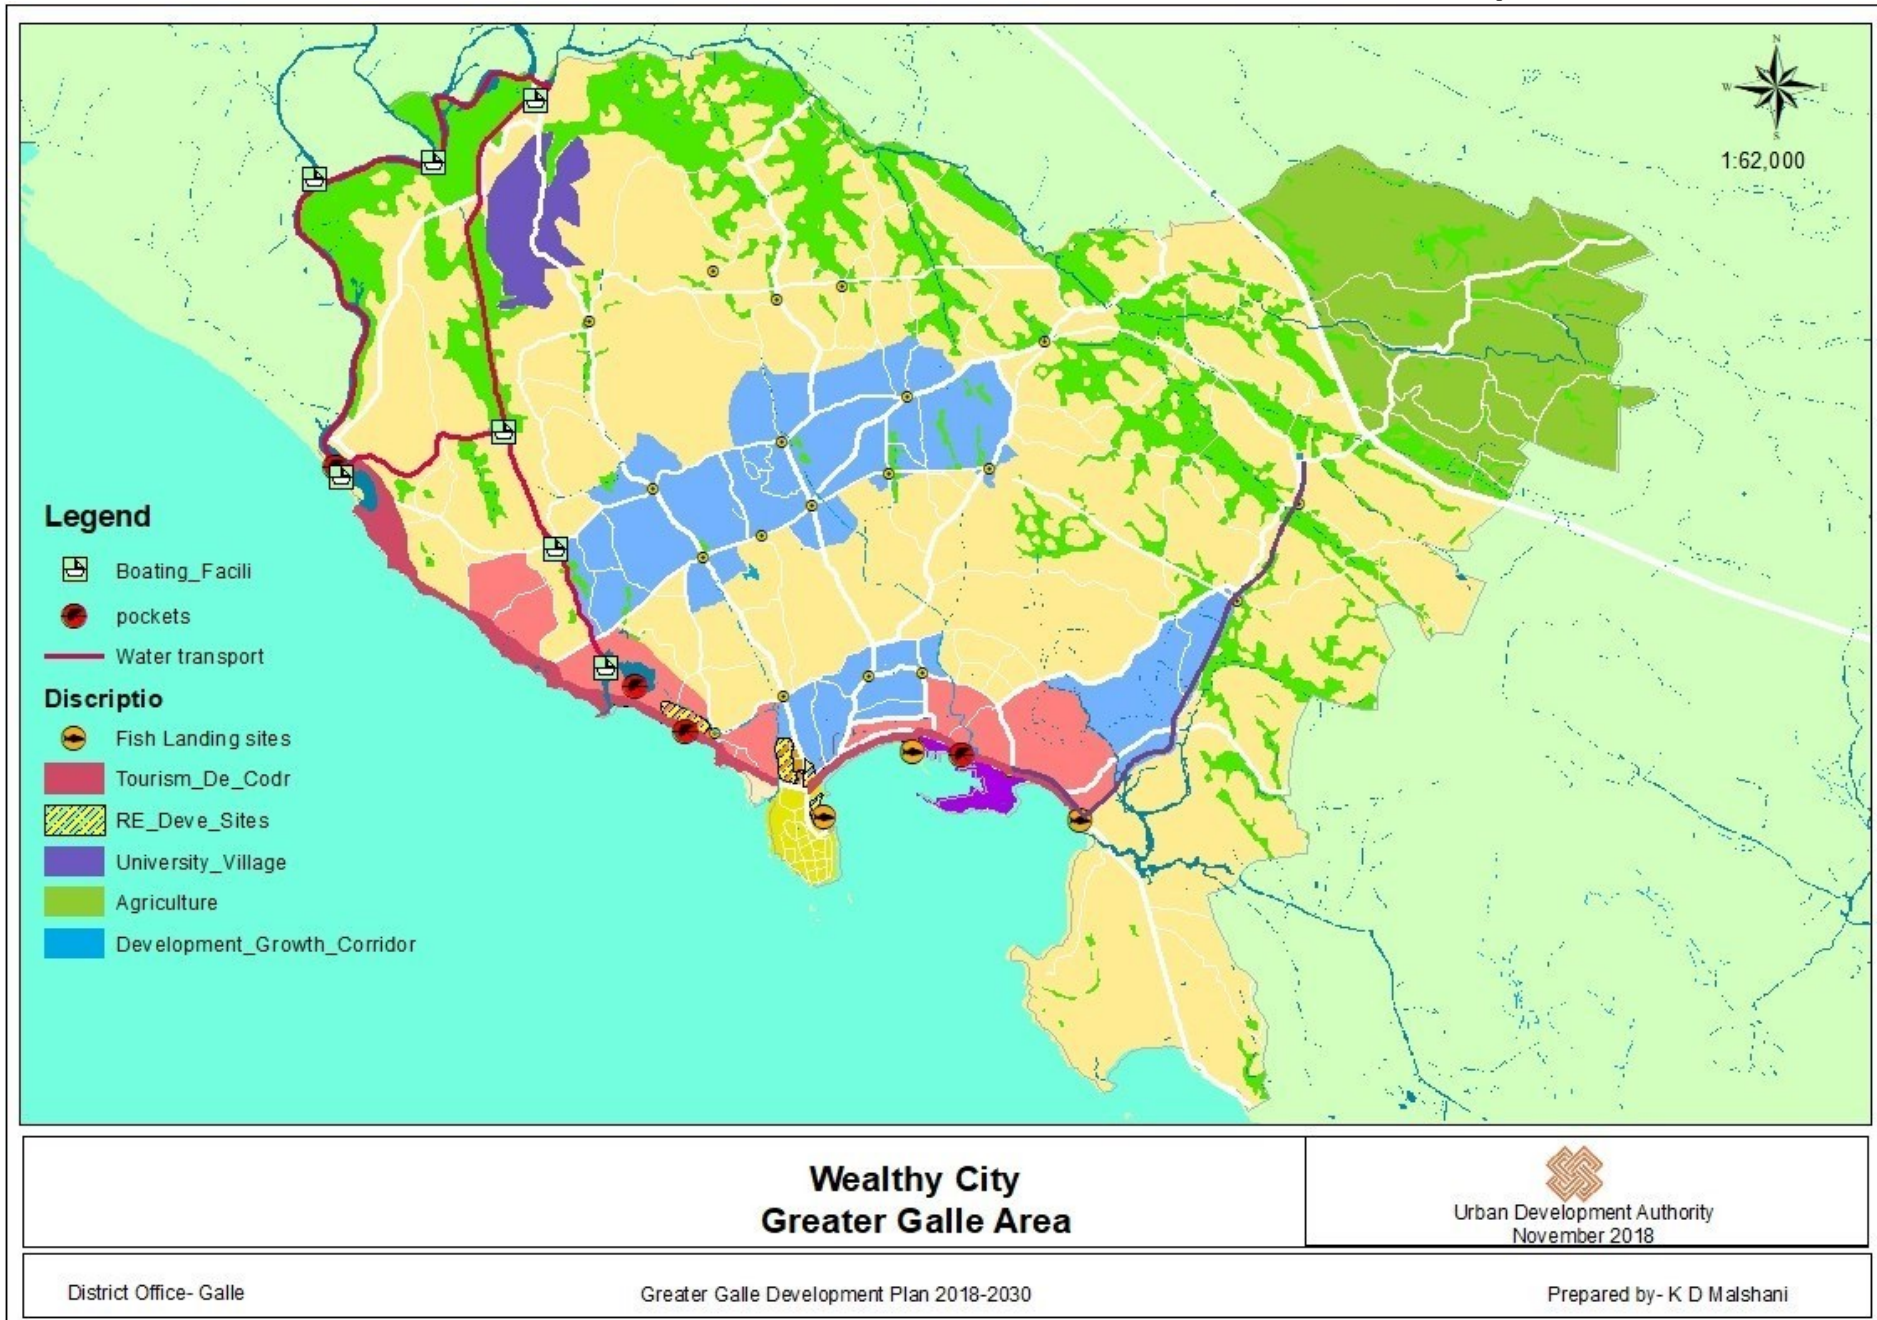 N
W
E
S
1:62,000
Legend
Boating_Facili
pockets
Water transport
Discriptio
Fish Landing sites
Tourism_De_Codr
RE_Deve_Sites
University_Village
Agriculture
Development_Growth_Corridor
Wealthy City
Greater Galle Area
Urban Development Authority
November 2018
District Office- Galle
Greater Galle Development Plan 2018-2030
Prepared by- K D Malshani